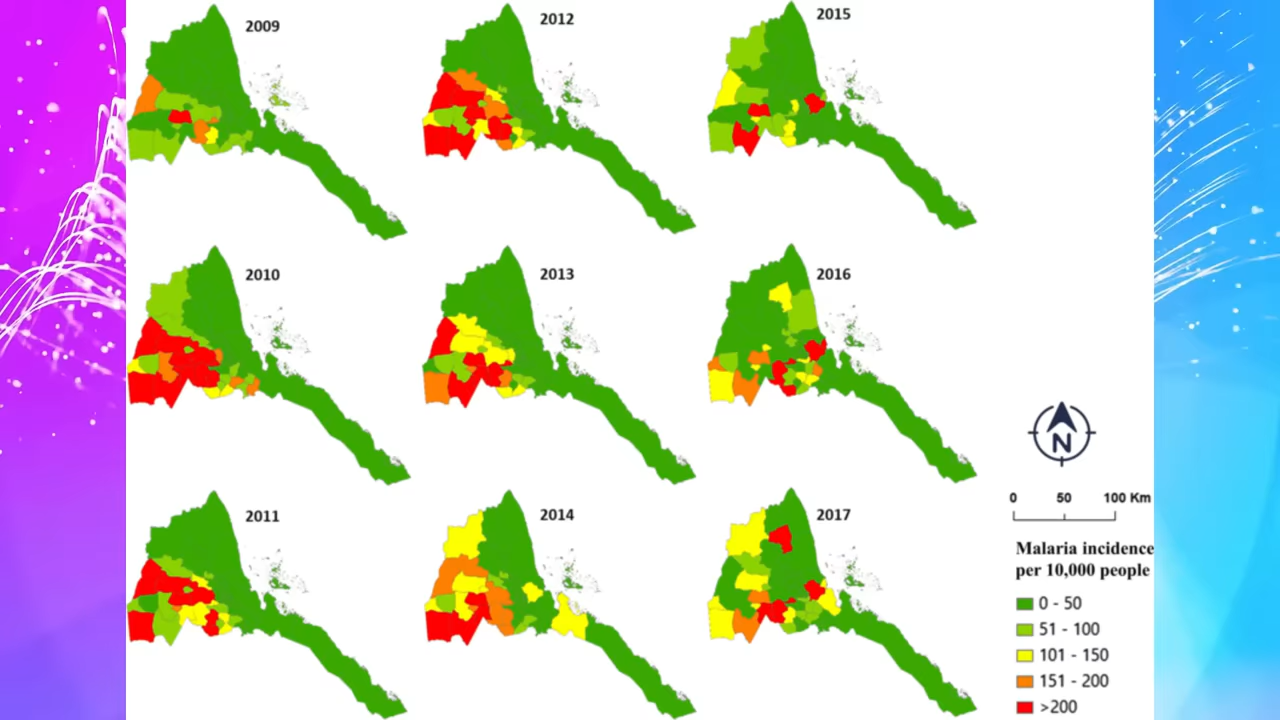 2009
2012
2015
2010
2013
2016
2011
2014
2017
N
0 50 100 Km
Malaria incidence
per 10,000 people
0 - 50
51 - 100
101 - 150
151 - 200
>200